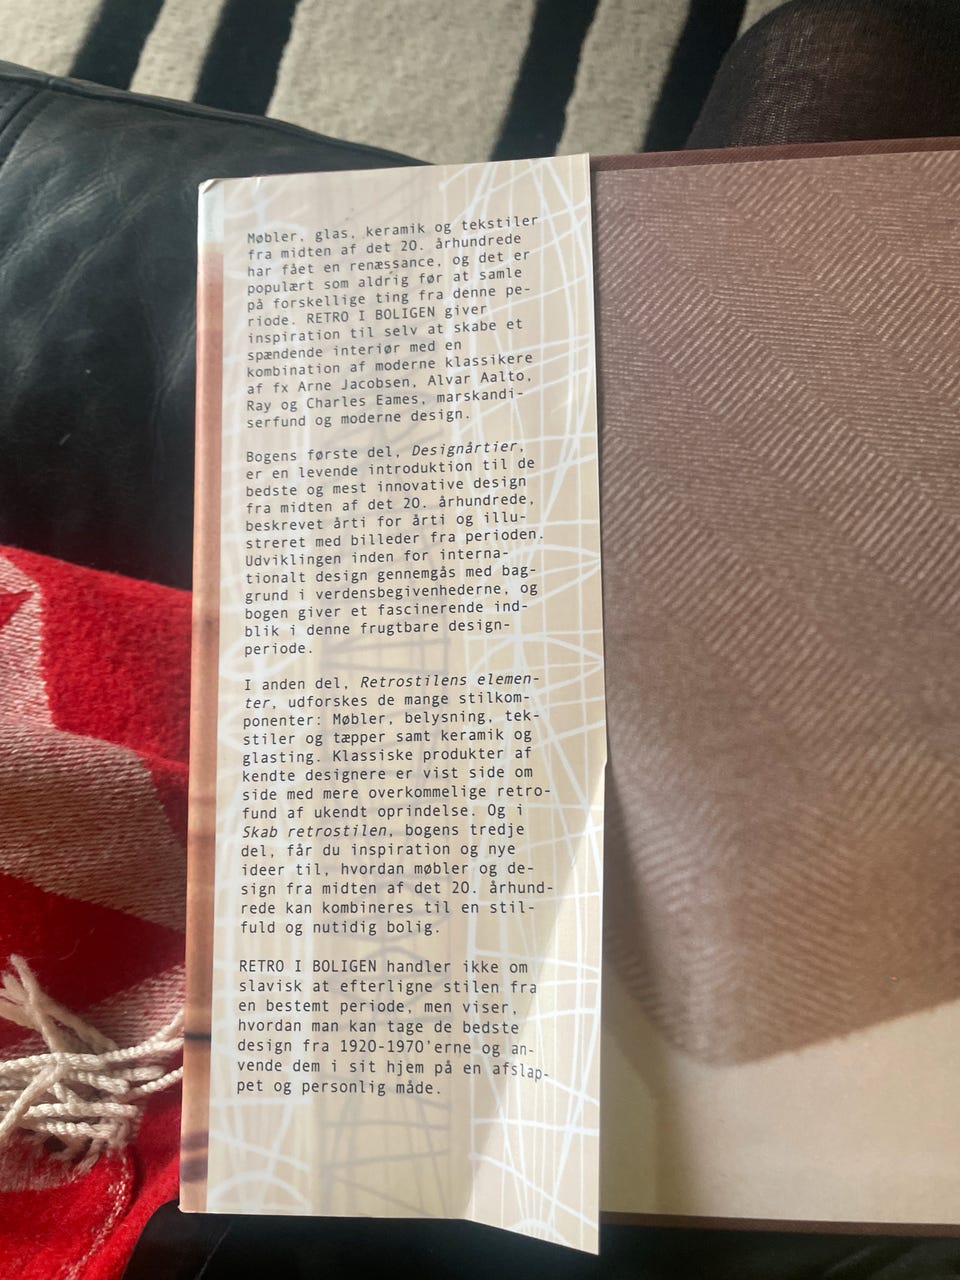 Møbler, glas, keramik og tekstiler
fra midten af det 20. århundrede
har fået en renæssance, og det er
populært som aldrig før at samle
på forskellige ting fra denne pe-
riode. RETRO I BOLIGEN giver
inspiration til selv at skabe et
spændende interiør med en
kombination af moderne klassikere
af fx Arne Jacobsen, Alvar Aalto,
Ray og Charles Eames, marskandi-
serfund og moderne design.
Bogens første del, Designårtier,
er en levende introduktion til de
bedste og mest innovative design
fra midten af det 20. århundrede,
beskrevet årti for årti og illu-
streret med billeder fra perioden.
Udviklingen inden for interna-
tionalt design gennemgås med bag-
grund i verdensbegivenhederne, og
bogen giver et fascinerende ind-
blik i denne frugtbare design-
periode.
I anden del, Retrostilens elemen-
ter, udforskes de mange stilkom-
ponenter: Møbler, belysning, tek-
stiler og tæpper samt keramik og
glasting. Klassiske produkter af
kendte designere er vist side om
side med mere overkommelige retro-
fund af ukendt oprindelse. Og i
Skab retrostilen, bogens tredje
del, får du inspiration og nye
ideer til, hvordan møbler og de-
sign fra midten af det 20. århund-
rede kan kombineres til en stil-
fuld og nutidig bolig.
RETRO I BOLIGEN handler ikke om
slavisk at efterligne stilen fra
en bestemt periode, men viser,
hvordan man kan tage de bedste
design fra 1920-1970'erne og an-
vende dem i sit hjem på en afslap-
pet og personlig måde.